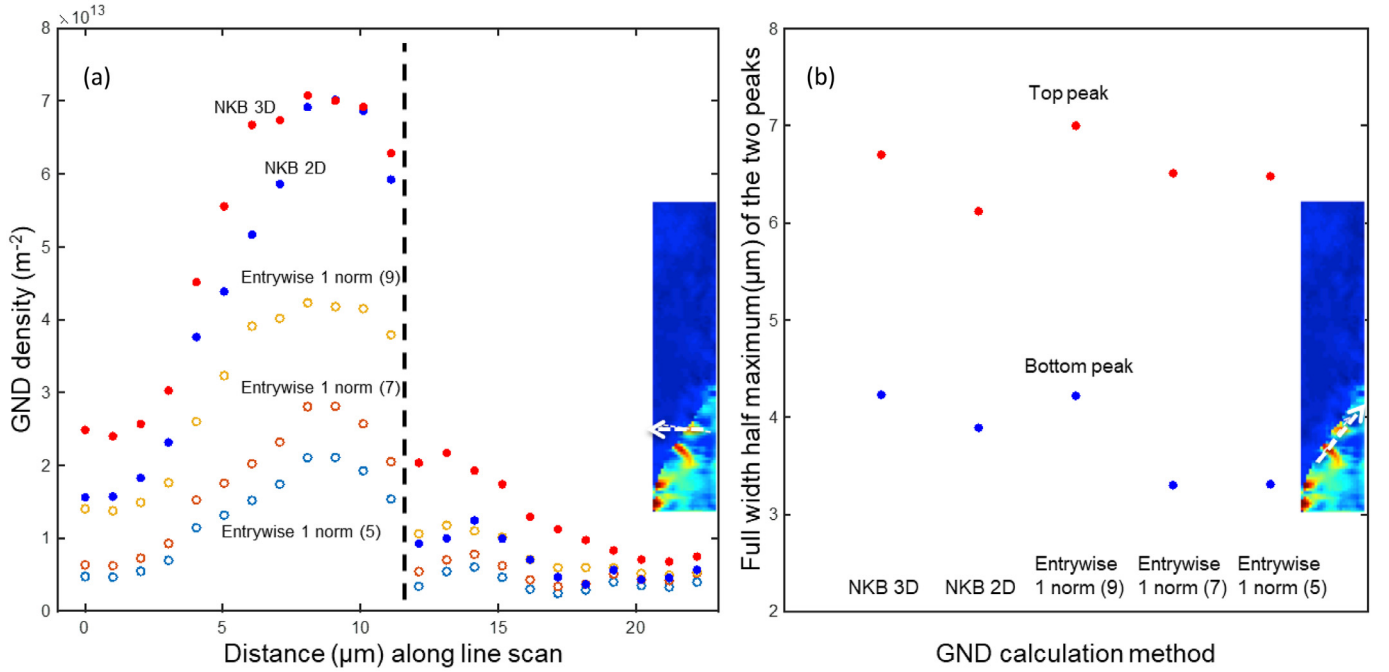 ×10^13
(a)
NKB 3D
NKB 2D
Entrywise 1 norm (9)
Entrywise 1 norm (7)
Entrywise 1 norm (5)
GND density (m^-2)
8
7
6
5
4
3
2
1
0
0
5
10
15
20
Distance (μm) along line scan
(b)
Top peak
Bottom peak
Full width half maximum(μm) of the two peaks
8
7
6
5
4
3
2
NKB 3D
NKB 2D
Entrywise
1 norm (9)
Entrywise
1 norm (7)
Entrywise
1 norm (5)
GND calculation method